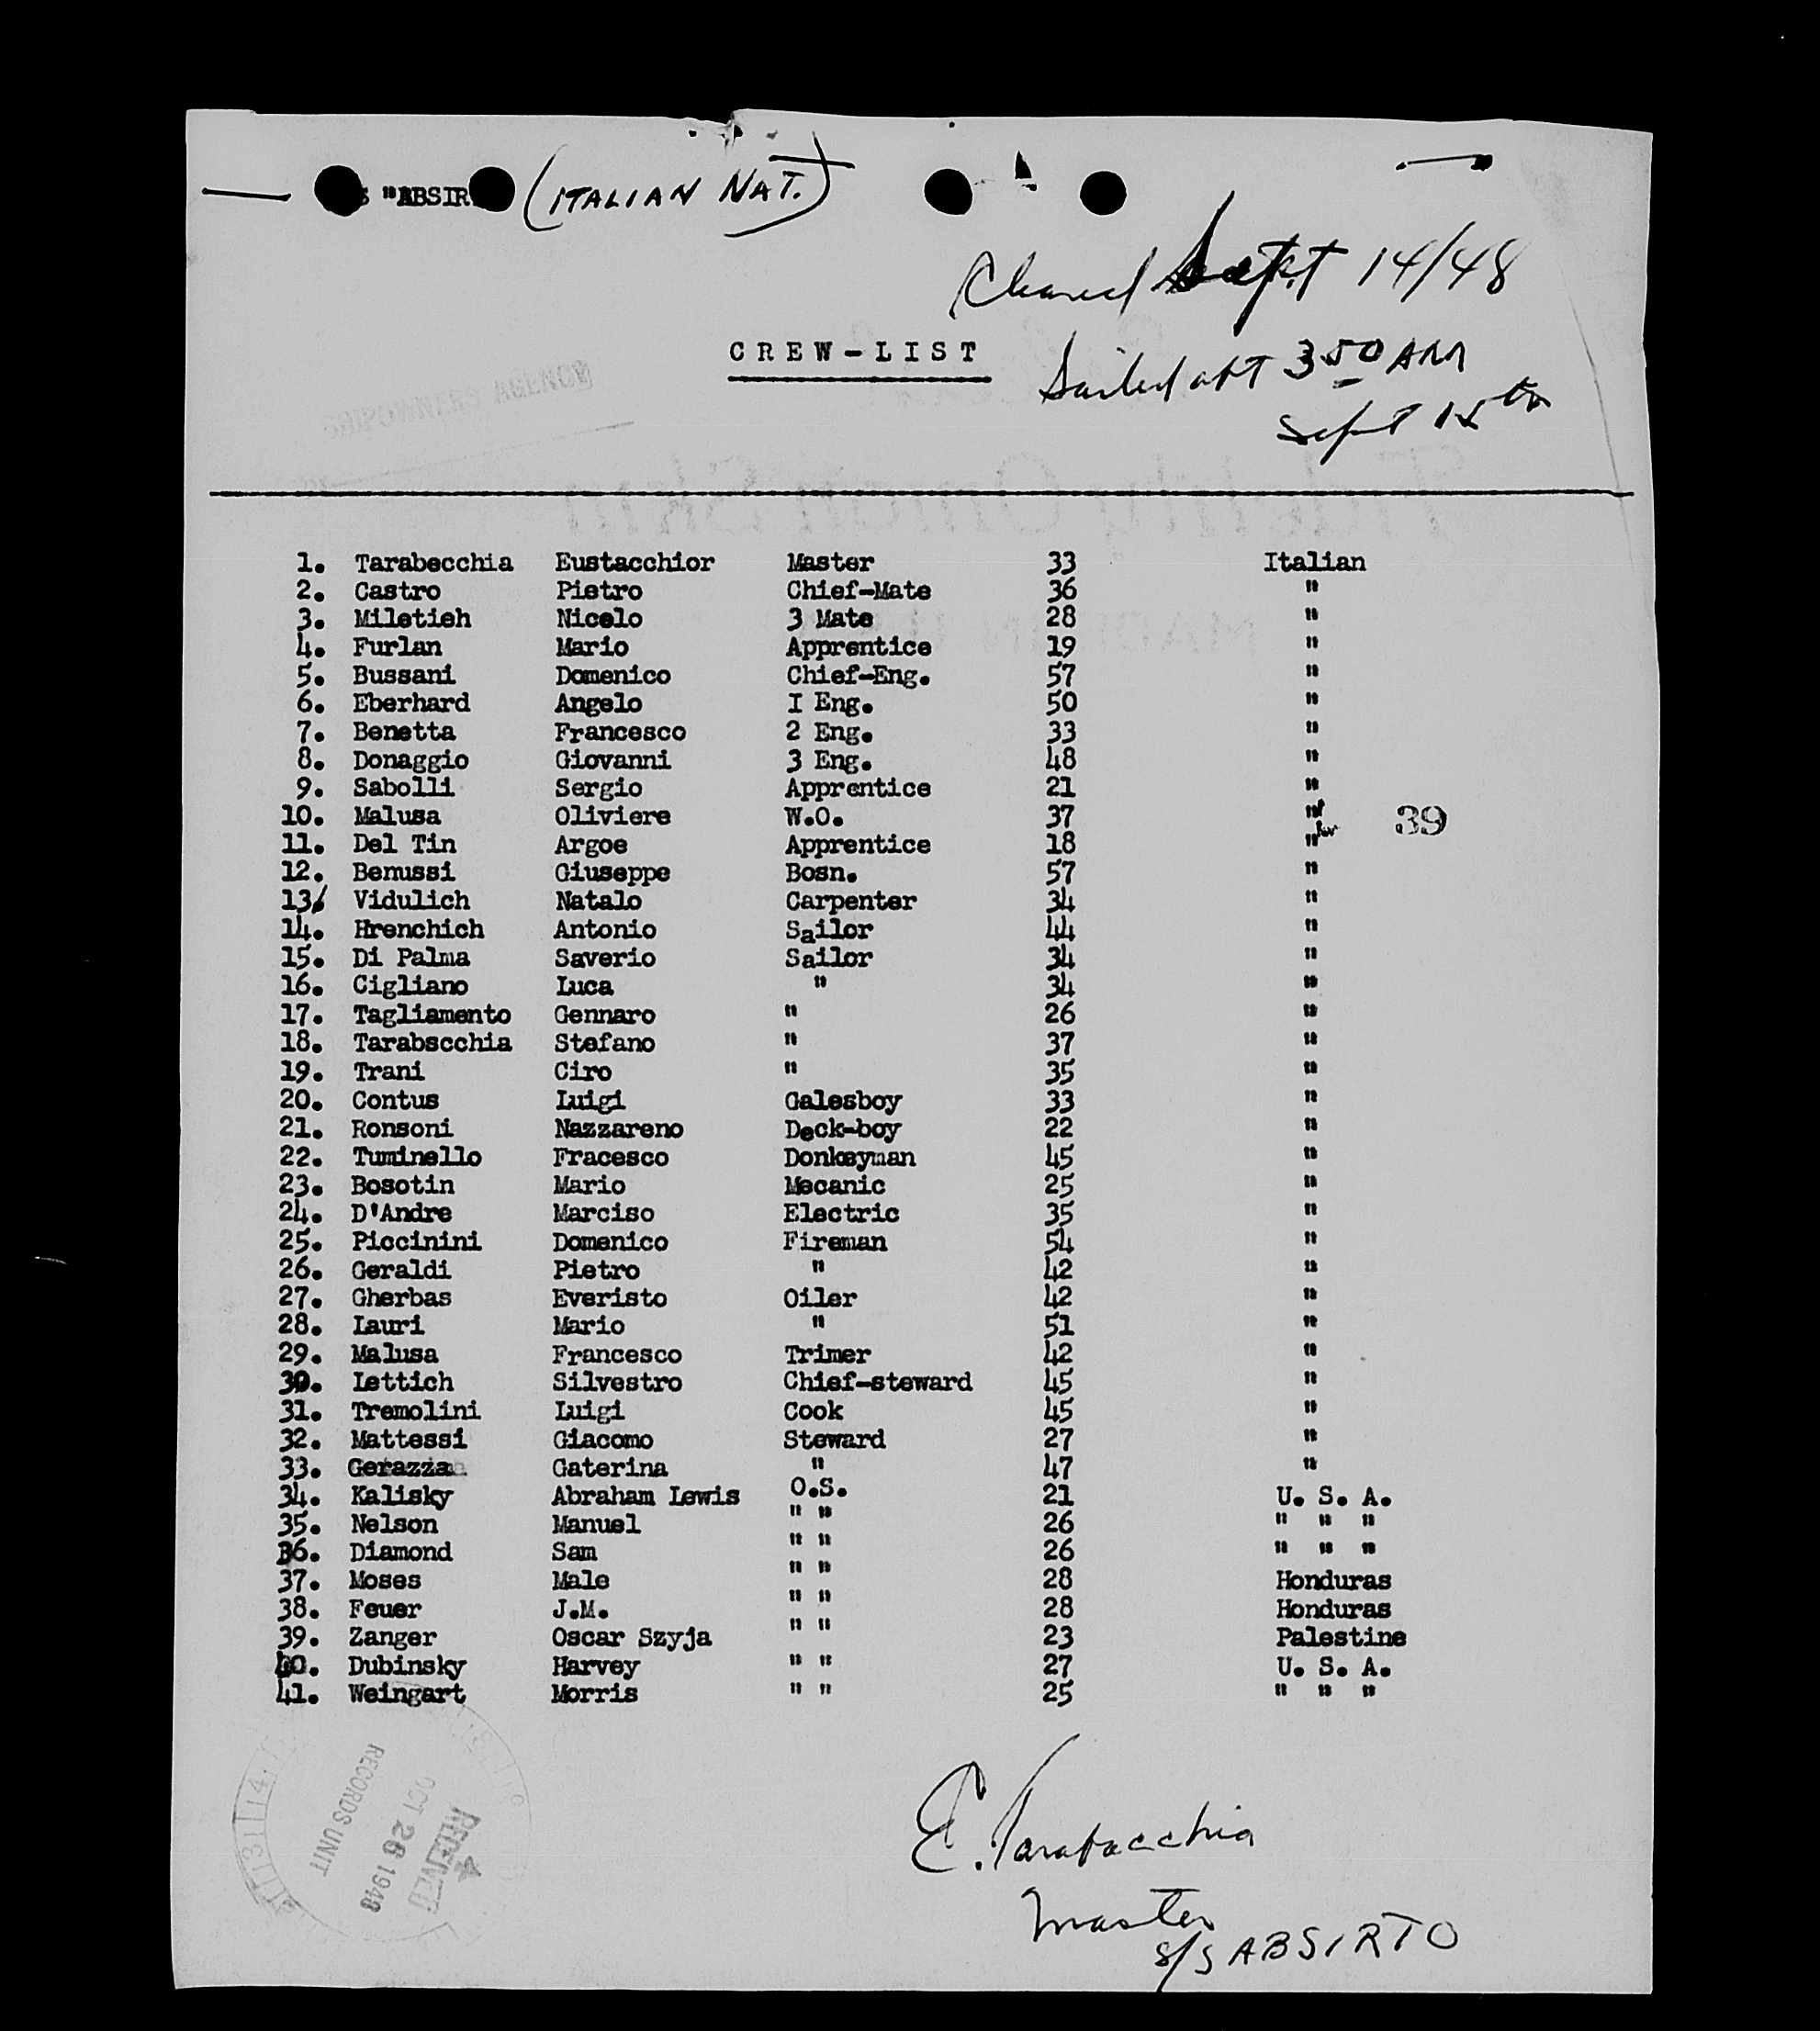 S "ABSIR (ITALIAN NAT.)
Cleared Sept 14/48
CREW-LIST
Sailed abt 3 50 AM
Sept 15th
1. Tarabecchia Eustacchior Master 33 Italian
2. Castro Pietro Chief-Mate 36 "
3. Miletieh Nicelo 3 Mate 28 "
4. Furlan Mario Apprentice 19 "
5. Bussani Domenico Chief-Eng. 57 "
6. Eberhard Angelo I Eng. 50 "
7. Benetta Francesco 2 Eng. 33 "
8. Donaggio Giovanni 3 Eng. 48 "
9. Sabolli Sergio Apprentice 21 "
10. Malusa Oliviere W.O. 37 " 39
11. Del Tin Argoe Apprentice 18 "
12. Benussi Giuseppe Bosn. 57 "
13. Vidulich Natalo Carpenter 34 "
14. Hrenchich Antonio Sailor 44 "
15. Di Palma Saverio Sailor 34 "
16. Cigliano Luca " 34 "
17. Tagliamento Gennaro " 26 "
18. Tarabscchia Stefano " 37 "
19. Trani Ciro " 35 "
20. Contus Luigi Galesboy 33 "
21. Ronsoni Nazzareno Deck-boy 22 "
22. Tuminello Fracesco Donkeyman 45 "
23. Bosotin Mario Mecanic 25 "
24. D'Andre Marciso Electric 35 "
25. Piccinini Domenico Fireman 54 "
26. Geraldi Pietro " 42 "
27. Gherbas Everisto Oiler 42 "
28. Lauri Mario " 51 "
29. Malusa Francesco Trimer 42 "
30. Lettich Silvestro Chief-steward 45 "
31. Tremolini Luigi Cook 45 "
32. Mattessi Giacomo Steward 27 "
33. Gerazza Caterina " 47 "
34. Kalisky Abraham Lewis O.S. 21 U. S. A.
35. Nelson Manuel " " 26 " " "
36. Diamond Sam " " 26 " " "
37. Moses Male " " 28 Honduras
38. Feuer J.M. " " 28 Honduras
39. Zanger Oscar Szyja " " 23 Palestine
40. Dubinsky Harvey " " 27 U. S. A.
41. Weingart Morris " " 25 " " "
RECEIVED
OCT 26 1948
RECORDS UNIT
E. Tarabacchia
Master
S/S ABSIRTO